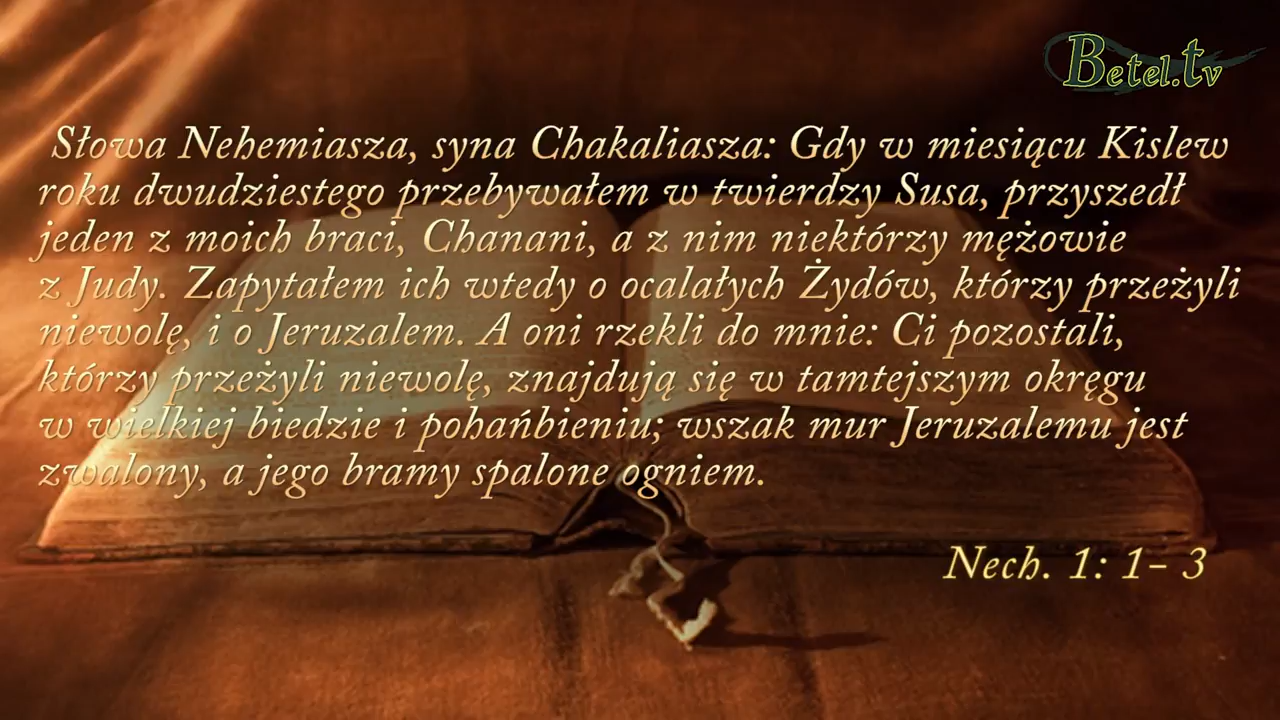 Betel.tv
Słowa Nehemiasza, syna Chakaliasza: Gdy w miesiącu Kislew
roku dwudziestego przebywałem w twierdzy Susa, przyszedł
jeden z moich braci, Chanani, a z nim niektórzy mężowie
z Judy. Zapytałem ich wtedy o ocalałych Żydów, którzy przeżyli
niewolę, i o Jeruzalem. A oni rzekli do mnie: Ci pozostali,
którzy przeżyli niewolę, znajdują się w tamtejszym okręgu
w wielkiej biedzie i pohańbieniu; wszak mur Jeruzalemu jest
zwalony, a jego bramy spalone ogniem.
Nech. 1: 1- 3